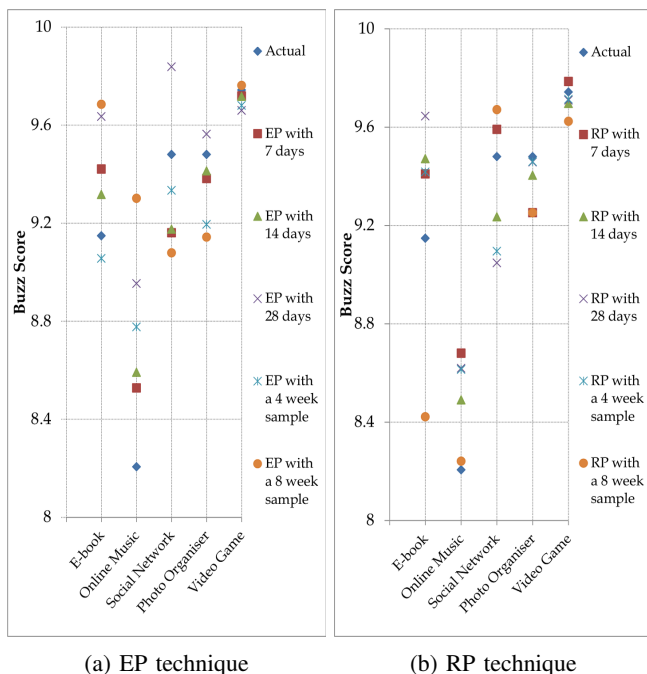 10
9.6
9.2
8.8
8.4
8
Buzz Score
E-book
Online Music
Social Network
Photo Organiser
Video Game
Actual
EP with
7 days
EP with
14 days
EP with
28 days
EP with
a 4 week
sample
EP with
a 8 week
sample
(a) EP technique
10
9.6
9.2
8.8
8.4
8
Buzz Score
E-book
Online Music
Social Network
Photo Organiser
Video Game
Actual
RP with
7 days
RP with
14 days
RP with
28 days
RP with
a 4 week
sample
RP with
a 8 week
sample
(b) RP technique